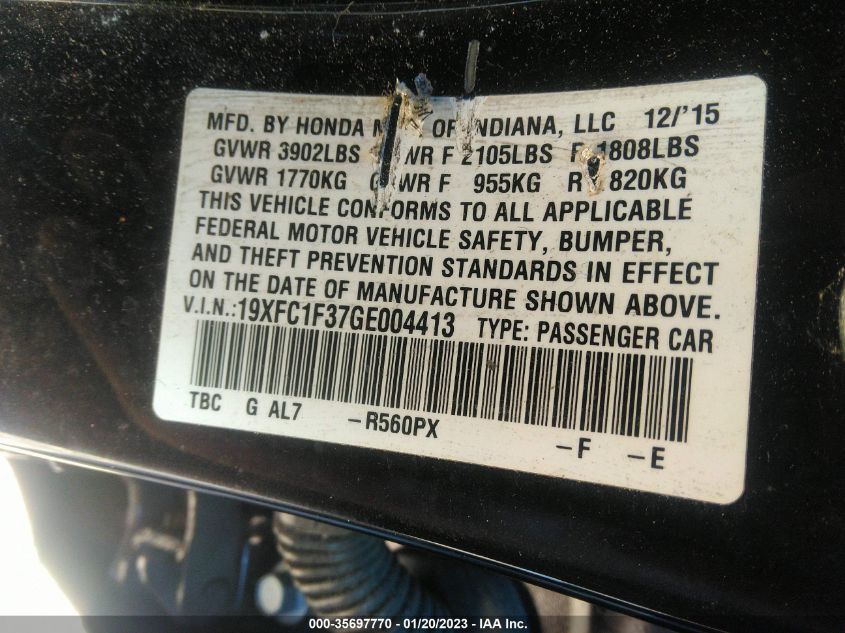 MFD. BY HONDA OF INDIANA, LLC 12/'15
GVWR 3902LBS F 2105LBS 1808LBS
GVWR 1770KG F 955KG R 820KG
THIS VEHICLE CONFORMS TO ALL APPLICABLE
FEDERAL MOTOR VEHICLE SAFETY, BUMPER,
AND THEFT PREVENTION STANDARDS IN EFFECT
ON THE DATE OF MANUFACTURE SHOWN ABOVE.
V.I.N.:19XFC1F37GE004413 TYPE: PASSENGER CAR
TBC G AL7 –R560PX –F –E
000-35697770 - 01/20/2023 - IAA Inc.